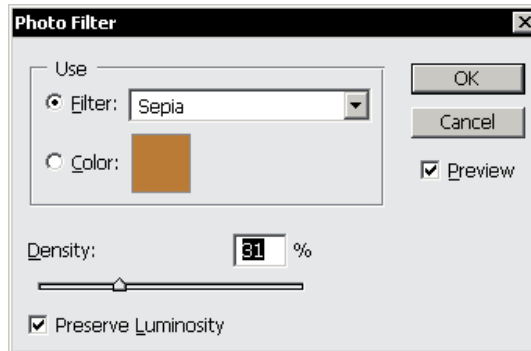 Photo Filter
Use
Filter: Sepia
Color:
OK
Cancel
Preview
Density: 31 %
Preserve Luminosity